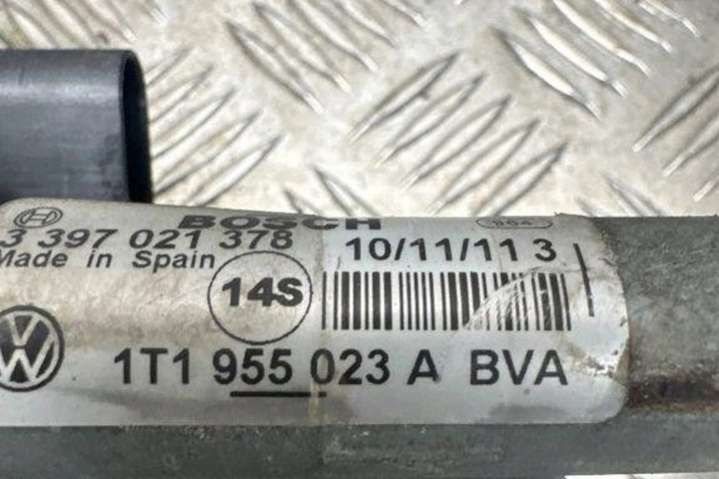 BOSCH
3 397 021 378
10/11/11 3
Made in Spain
14S
1T1 955 023 A BVA